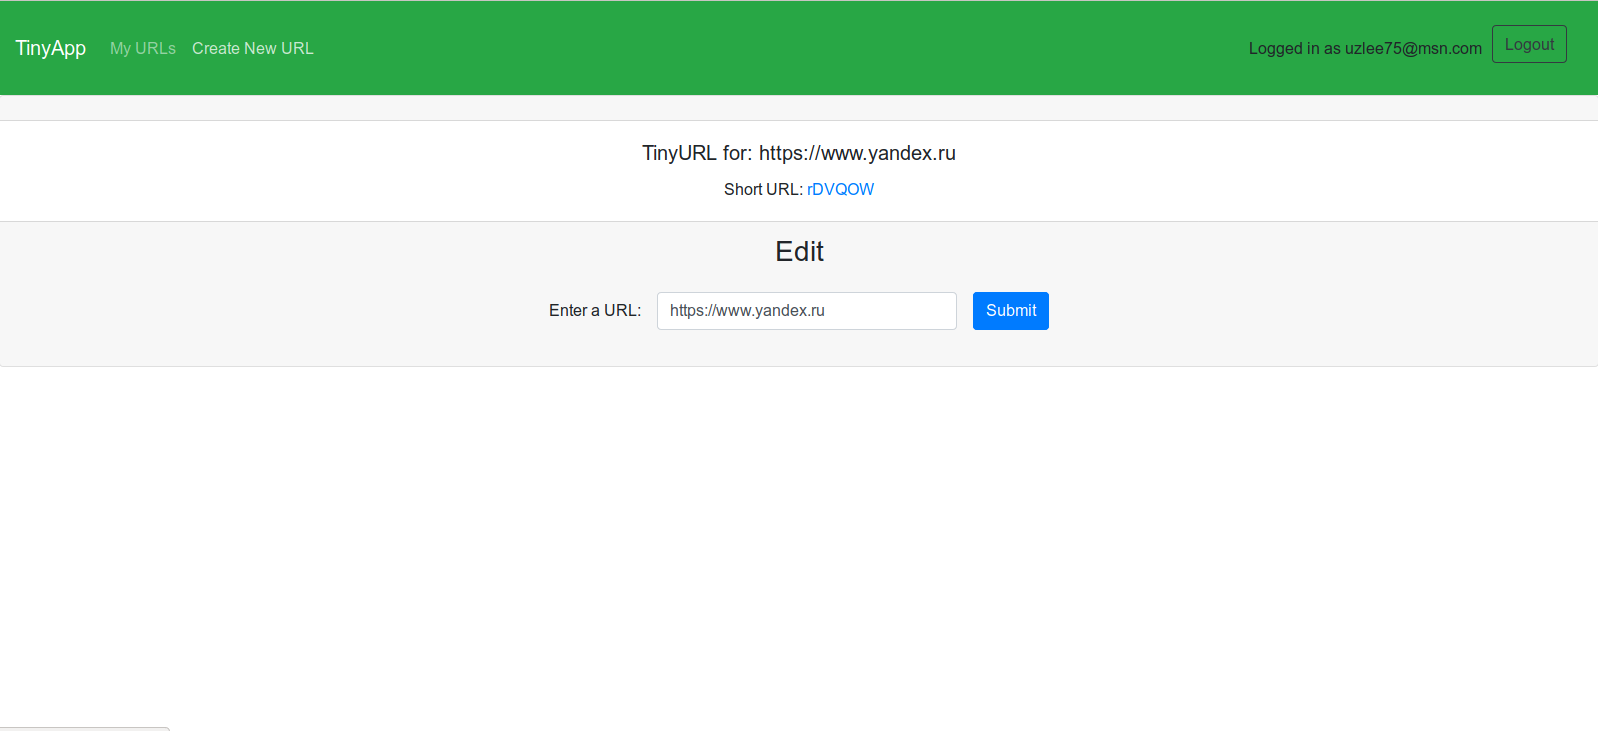 TinyApp My URLs Create New URL Logged in as uzlee75@msn.com Logout
TinyURL for: https://www.yandex.ru
Short URL: rDVQOW
Edit
Enter a URL: https://www.yandex.ru Submit